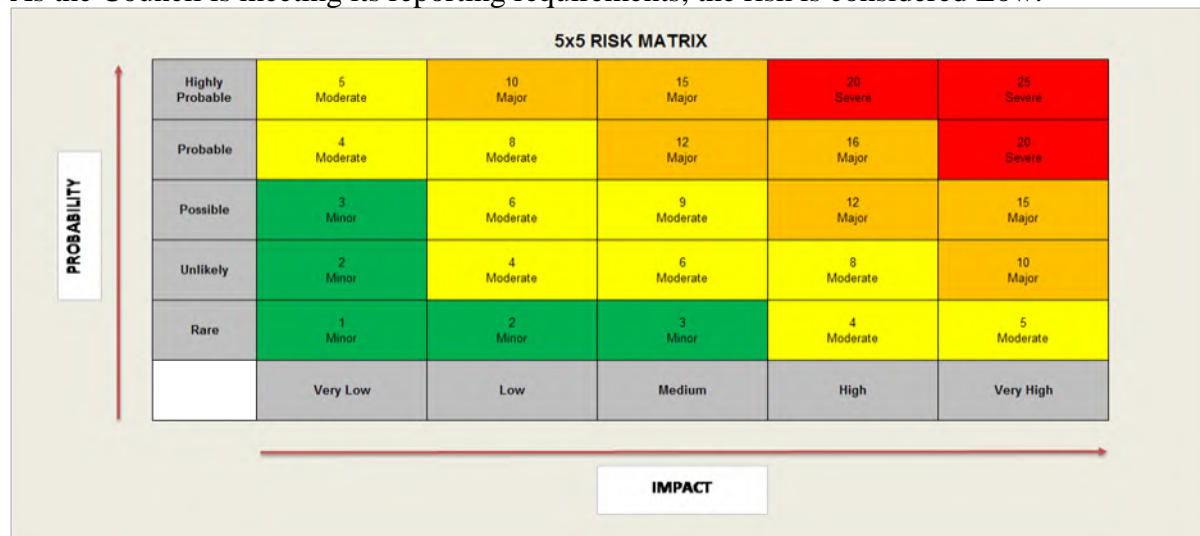 As the Council is meeting its reporting requirements, the risk is considered Low.
5x5 RISK MATRIX
Highly
Probable
5
Moderate
10
Major
15
Major
20
Severe
25
Severe
Probable
4
Moderate
8
Moderate
12
Major
16
Major
20
Severe
PROBABILITY
Possible
3
Minor
6
Moderate
9
Moderate
12
Major
15
Major
Unlikely
2
Minor
4
Moderate
6
Moderate
8
Moderate
10
Major
Rare
1
Minor
2
Minor
3
Minor
4
Moderate
5
Moderate
Very Low
Low
Medium
High
Very High
IMPACT